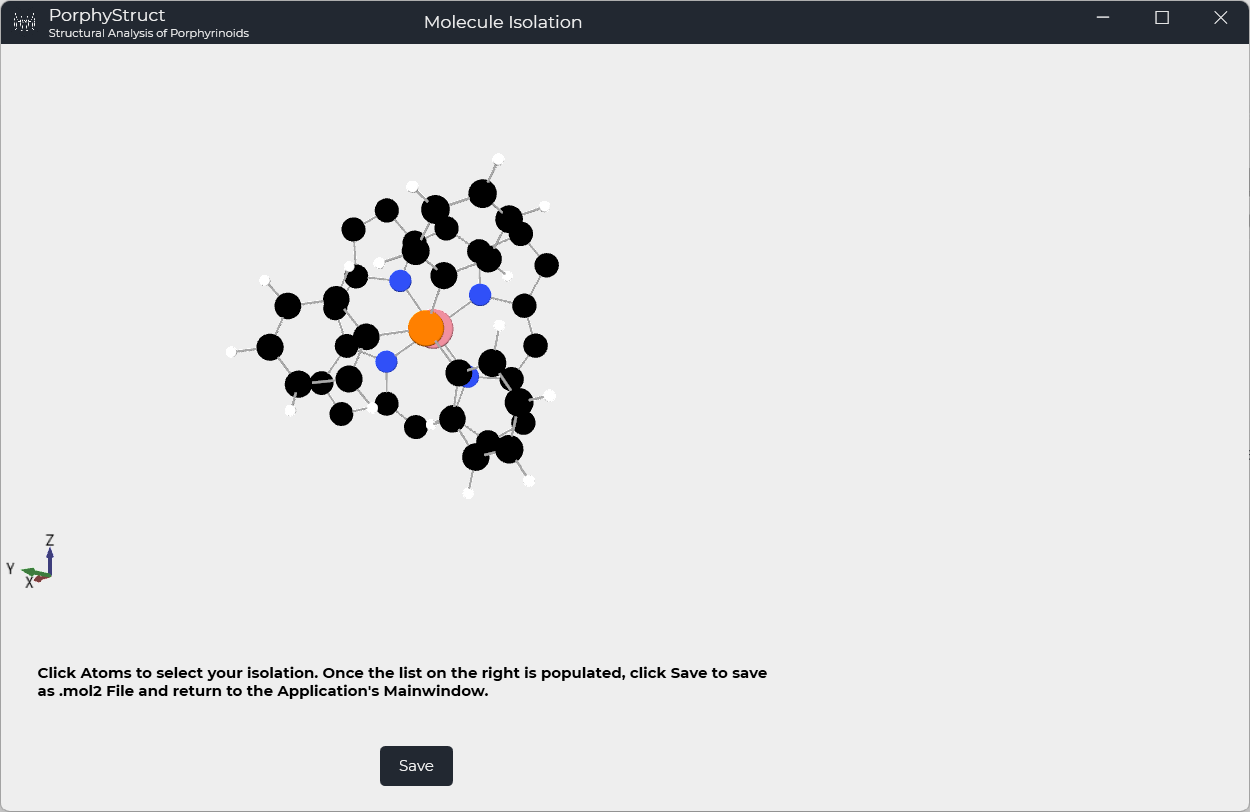 PorphyStruct
Structural Analysis of Porphyrinoids
Molecule Isolation
Z
Y
X
Click Atoms to select your isolation. Once the list on the right is populated, click Save to save
as .mol2 File and return to the Application's Mainwindow.
Save